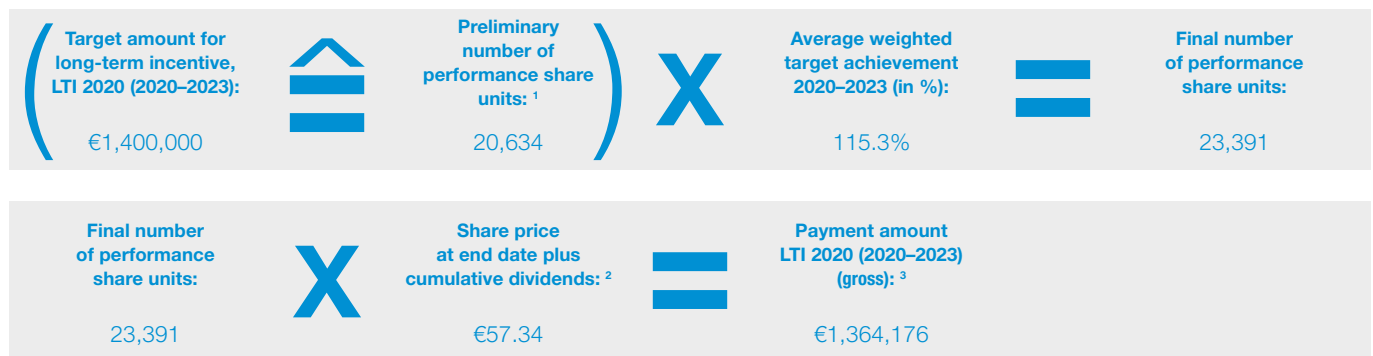 Target amount for
long-term incentive,
LTI 2020 (2020–2023):
€1,400,000
Preliminary
number of
performance share
units: ¹
20,634
X
Average weighted
target achievement
2020–2023 (in %):
115.3%
=
Final number
of performance
share units:
23,391
Final number
of performance
share units:
23,391
X
Share price
at end date plus
cumulative dividends: ²
€57.34
=
Payment amount
LTI 2020 (2020–2023)
(gross): ³
€1,364,176